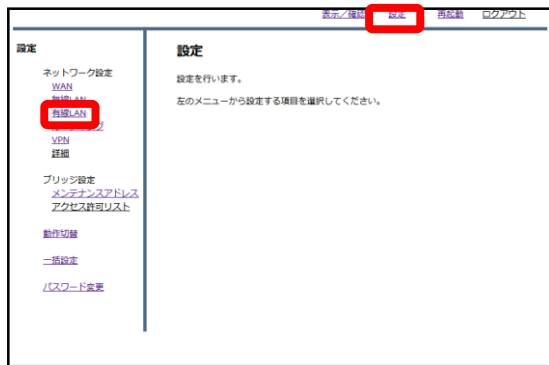 表示／確認 設定 再起動 ログアウト
設定
ネットワーク設定
WAN
無線LAN
有線LAN
VPN
詳細
ブリッジ設定
メンテナンスアドレス
アクセス許可リスト
動作切替
一括設定
パスワード変更
設定
設定を行います。
左のメニューから設定する項目を選択してください。